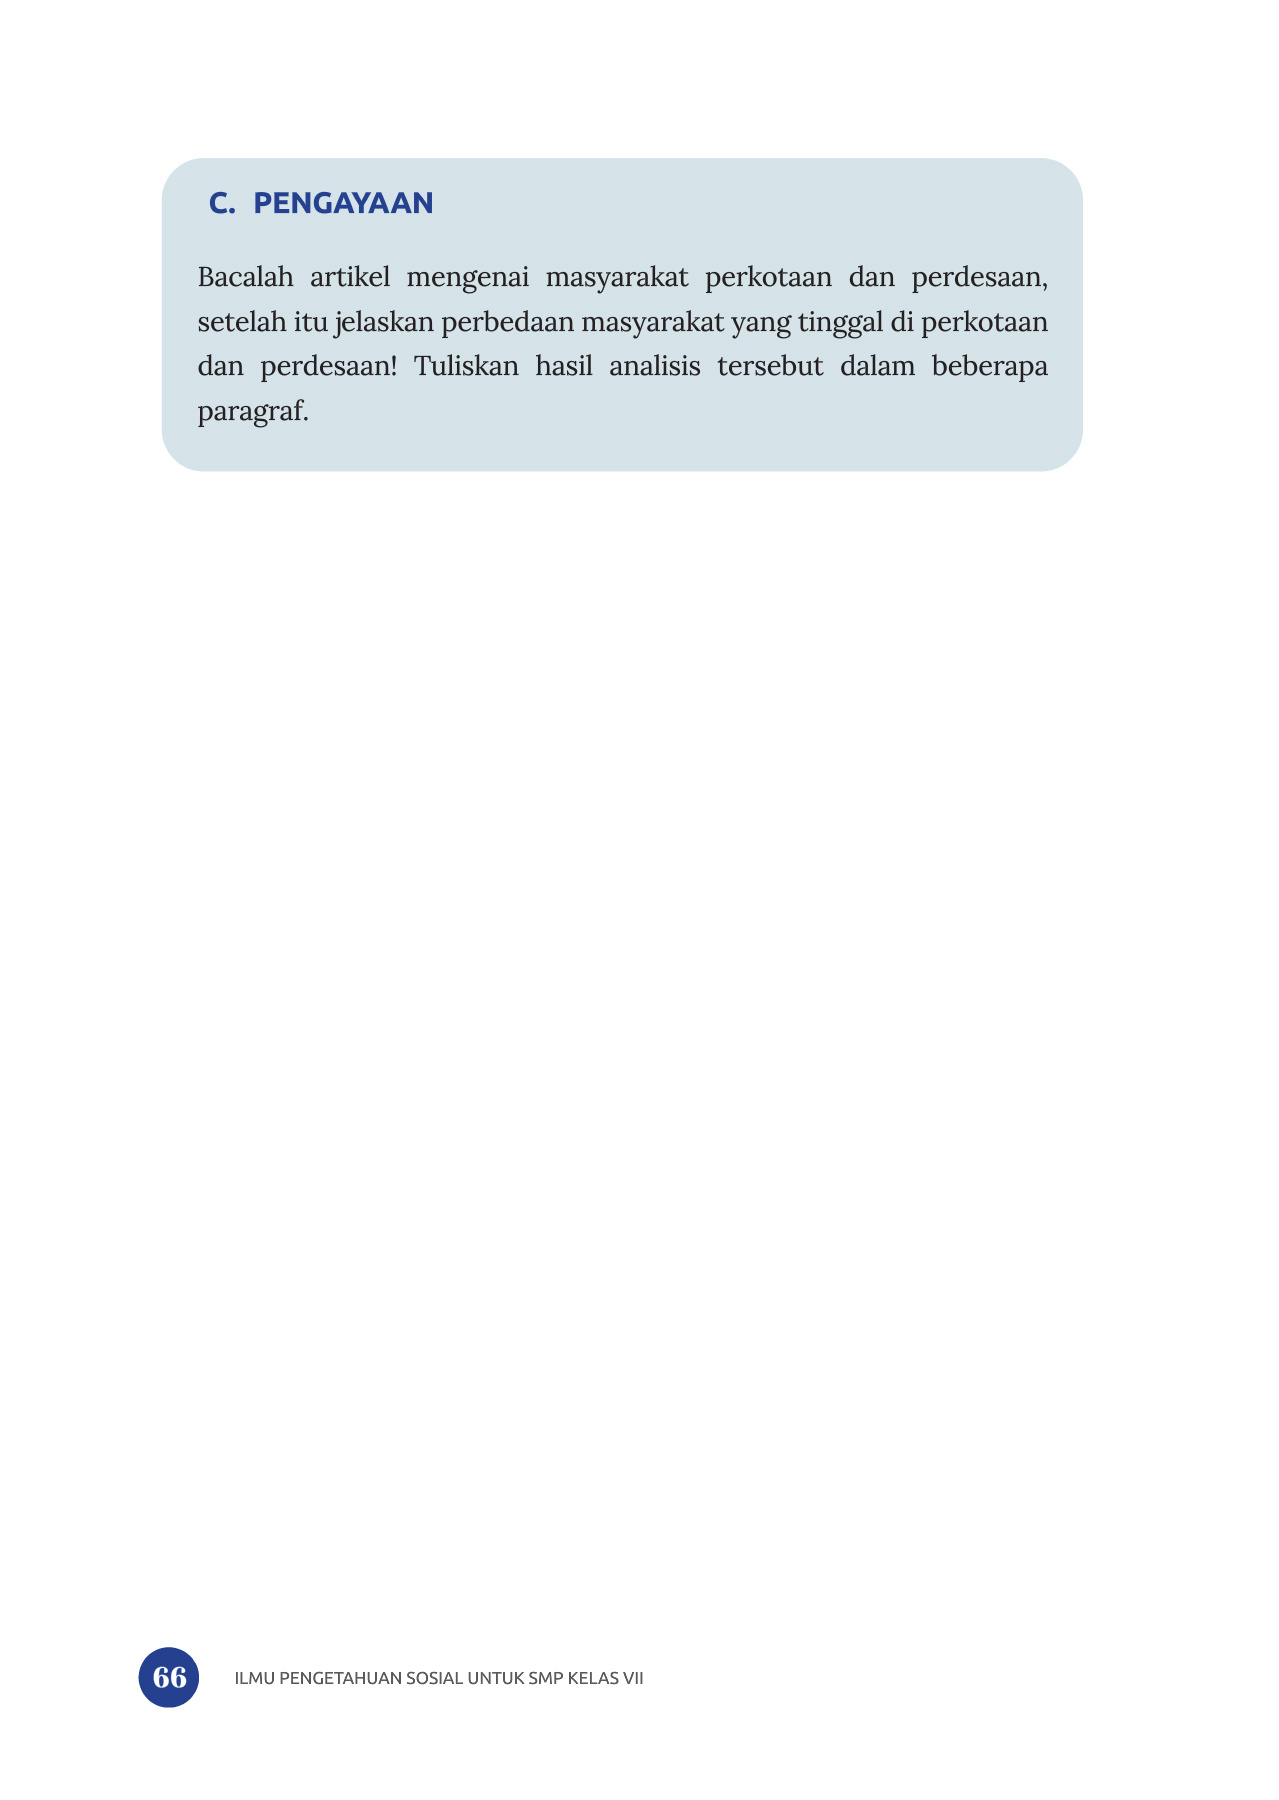 C. PENGAYAAN
Bacalah artikel mengenai masyarakat perkotaan dan perdesaan,
setelah itu jelaskan perbedaan masyarakat yang tinggal di perkotaan
dan perdesaan! Tuliskan hasil analisis tersebut dalam beberapa
paragraf.
66 ILMU PENGETAHUAN SOSIAL UNTUK SMP KELAS VII